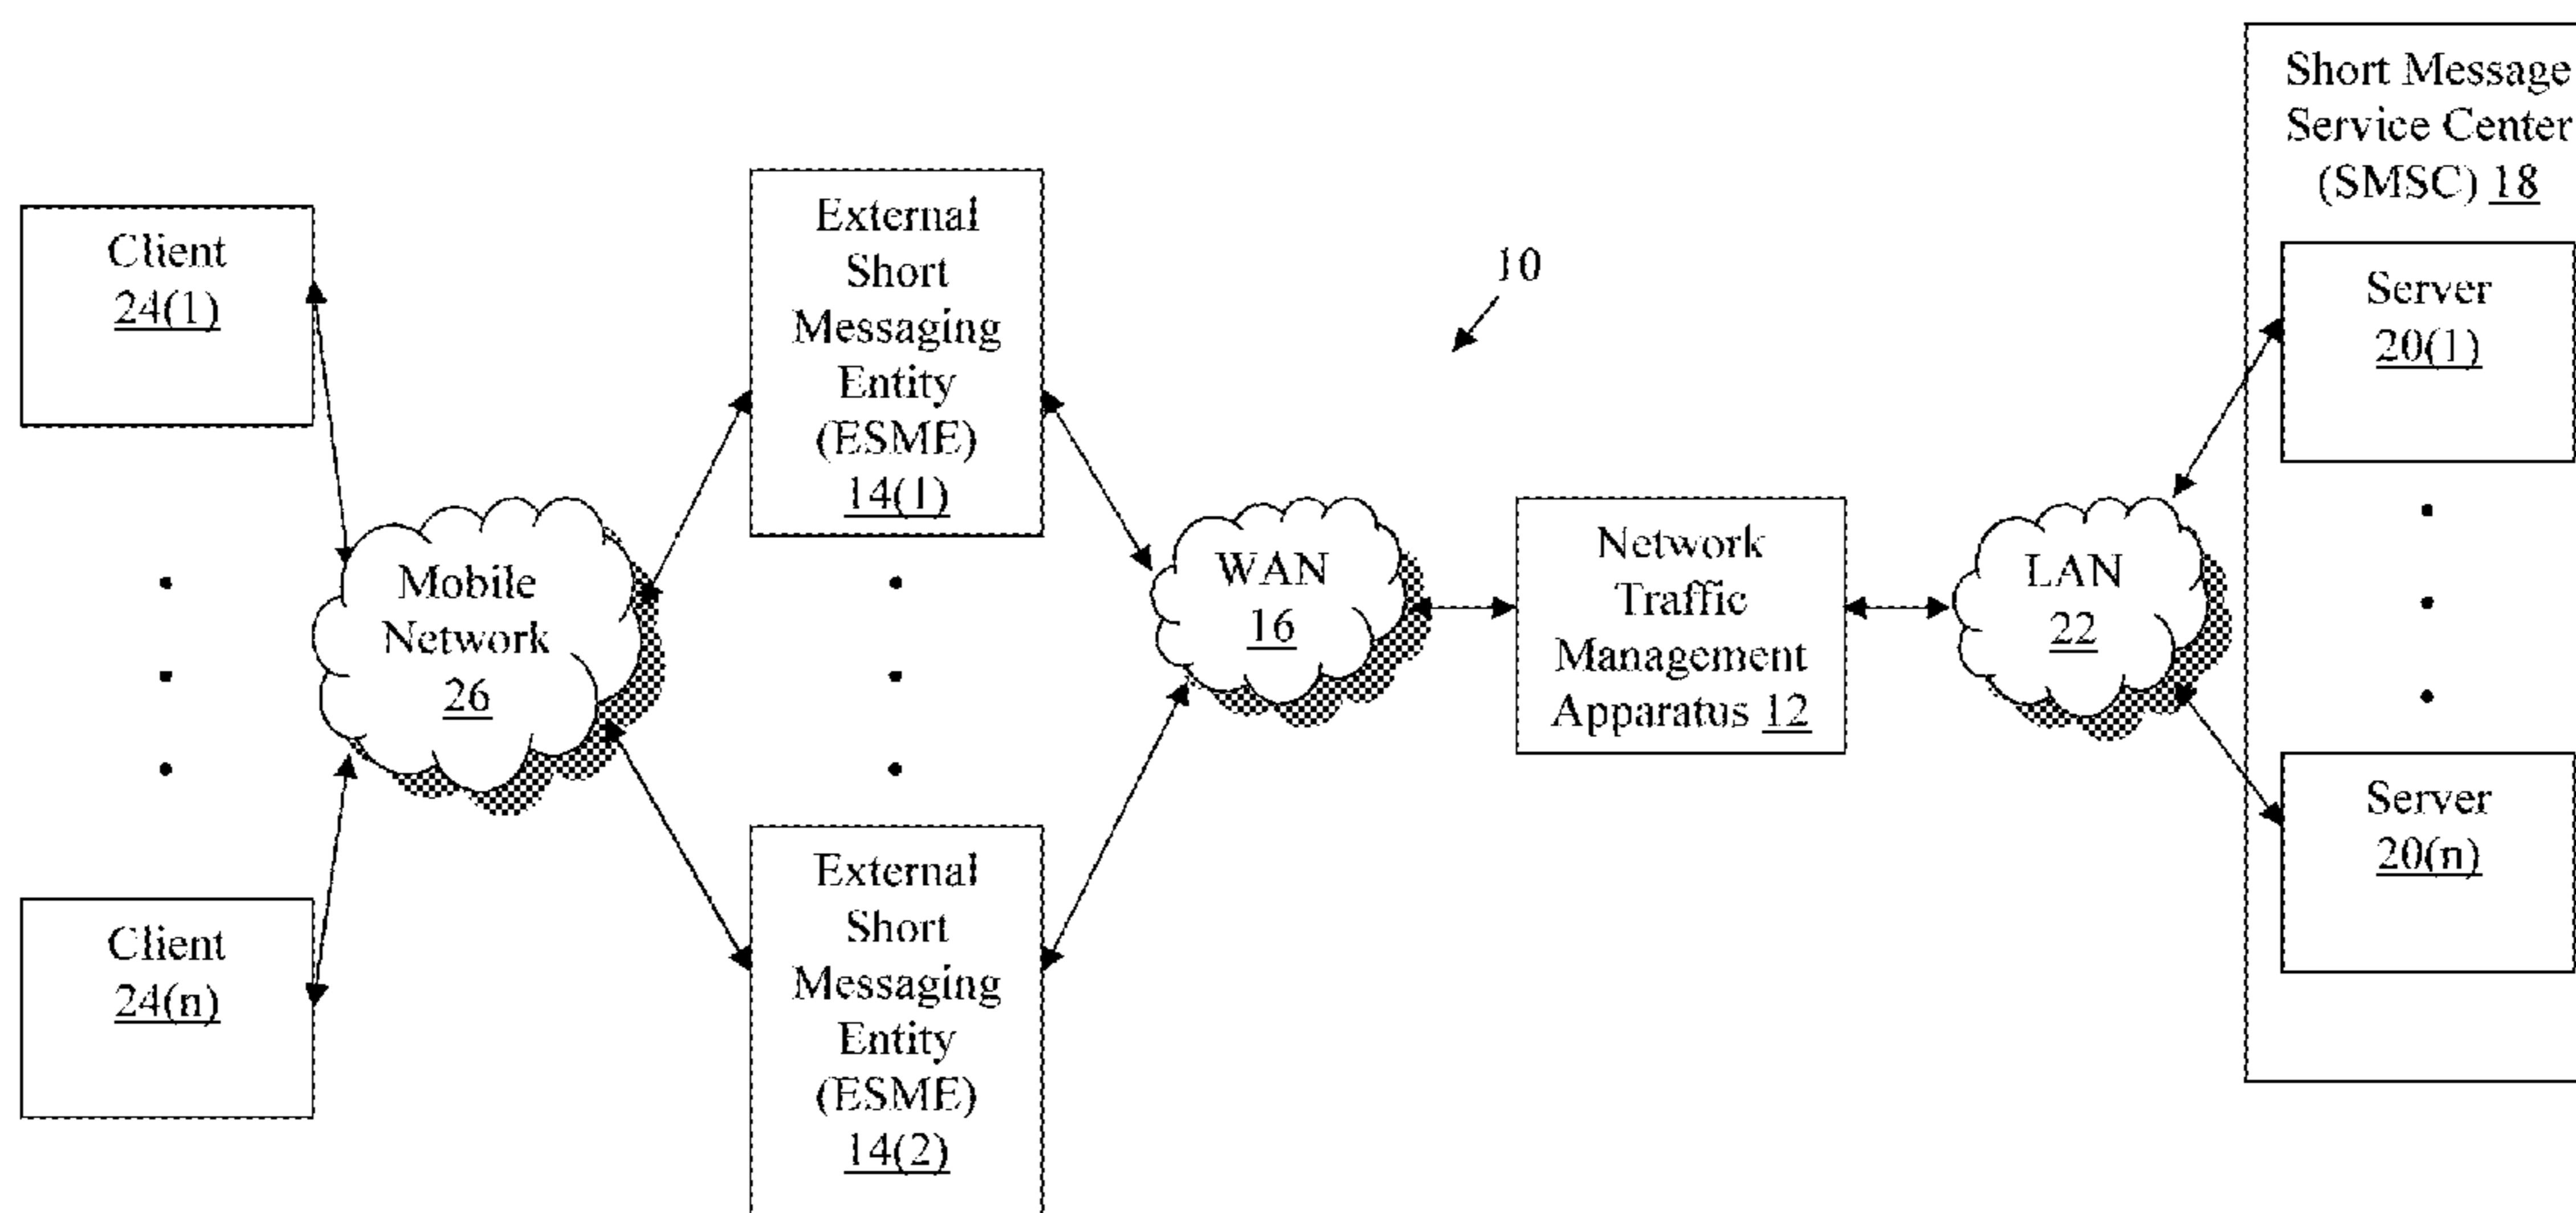 Client
24(1)
Client
24(n)
Mobile
Network
26
External
Short
Messaging
Entity
(ESME)
14(1)
External
Short
Messaging
Entity
(ESME)
14(2)
WAN
16
10
Network
Traffic
Management
Apparatus 12
LAN
22
Short Message
Service Center
(SMSC) 18
Server
20(1)
Server
20(n)